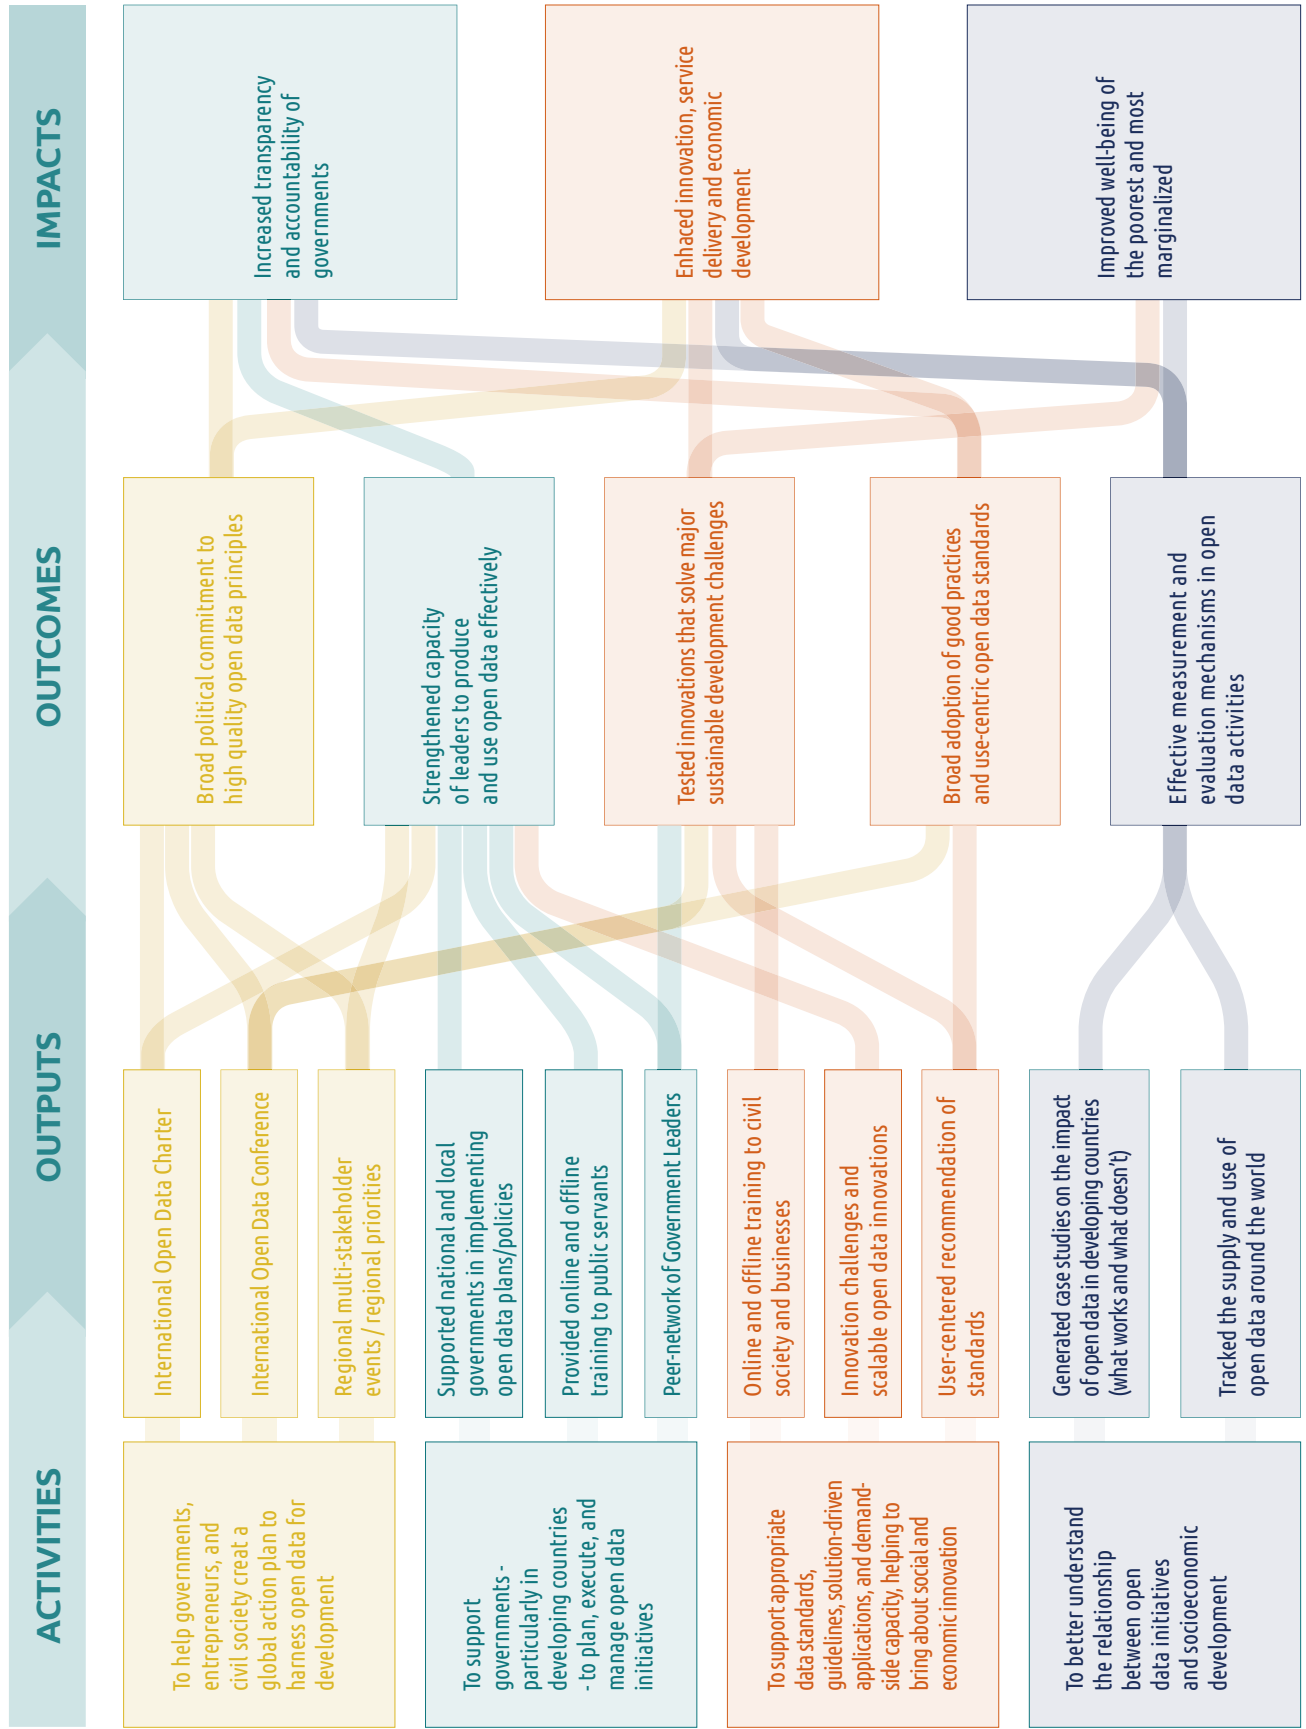 ACTIVITIES
OUTPUTS
OUTCOMES
IMPACTS
To help governments,
entrepreneurs, and
civil society creat a
global action plan to
harness open data for
development
To support
governments -
particularly in
developing countries
- to plan, execute, and
manage open data
initiatives
To support appropriate
data standards,
guidelines, solution-driven
applications, and demand-
side capacity, helping to
bring about social and
economic innovation
To better understand
the relationship
between open
data initiatives
and socioeconomic
development
International Open Data Charter
International Open Data Conference
Regional multi-stakeholder
events / regional priorities
Supported national and local
governments in implementing
open data plans/policies
Provided online and offline
training to public servants
Peer-network of Government Leaders
Online and offline training to civil
society and businesses
Innovation challenges and
scalable open data innovations
User-centered recommendation of
standards
Generated case studies on the impact
of open data in developing countries
(what works and what doesn't)
Tracked the supply and use of
open data around the world
Broad political commitment to
high quality open data principles
Strengthened capacity
of leaders to produce
and use open data effectively
Tested innovations that solve major
sustainable development challenges
Broad adoption of good practices
and use-centric open data standards
Effective measurement and
evaluation mechanisms in open
data activities
Increased transparency
and accountability of
governments
Enhaced innovation, service
delivery and economic
development
Improved well-being of
the poorest and most
marginalized